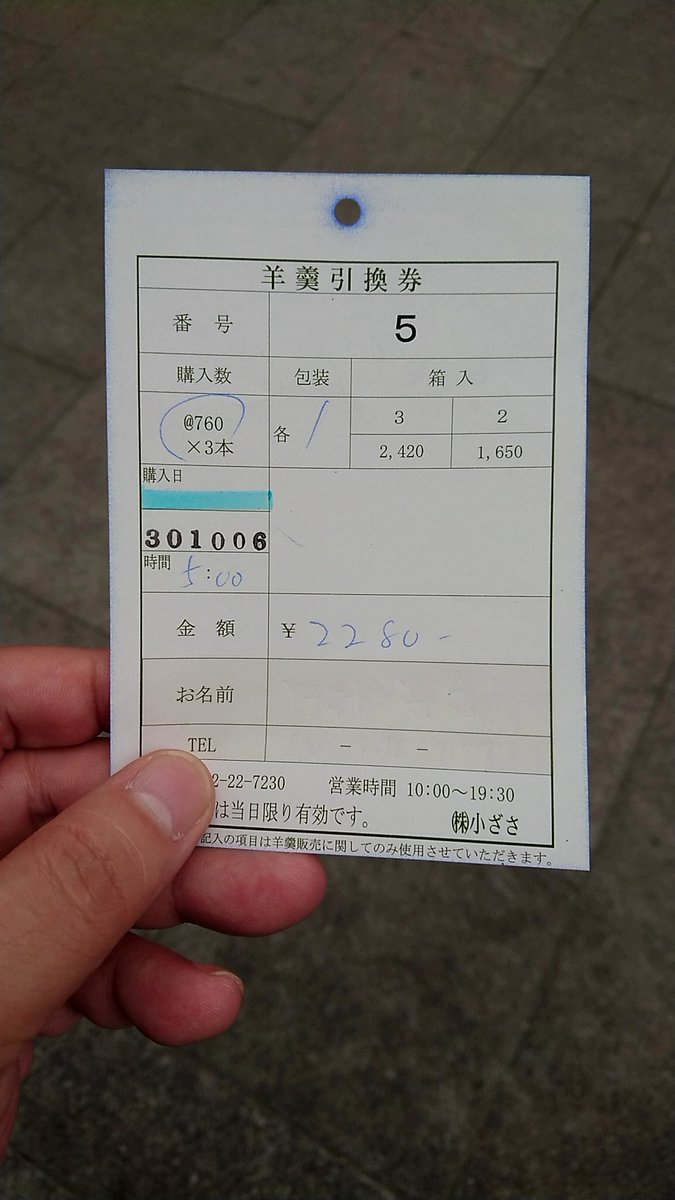 羊羹引換券
番 号 5
購入数 包装 箱 入
@760
×3本
各 / 3 2
2,420 1,650
購入日
301006
時間 5:00
金 額 ¥ 2280-
お名前
TEL - -
2-22-7230 営業時間 10:00～19:30
は当日限り有効です。 ㈱小ざさ
記入の項目は羊羹販売に関してのみ使用させていただきます。